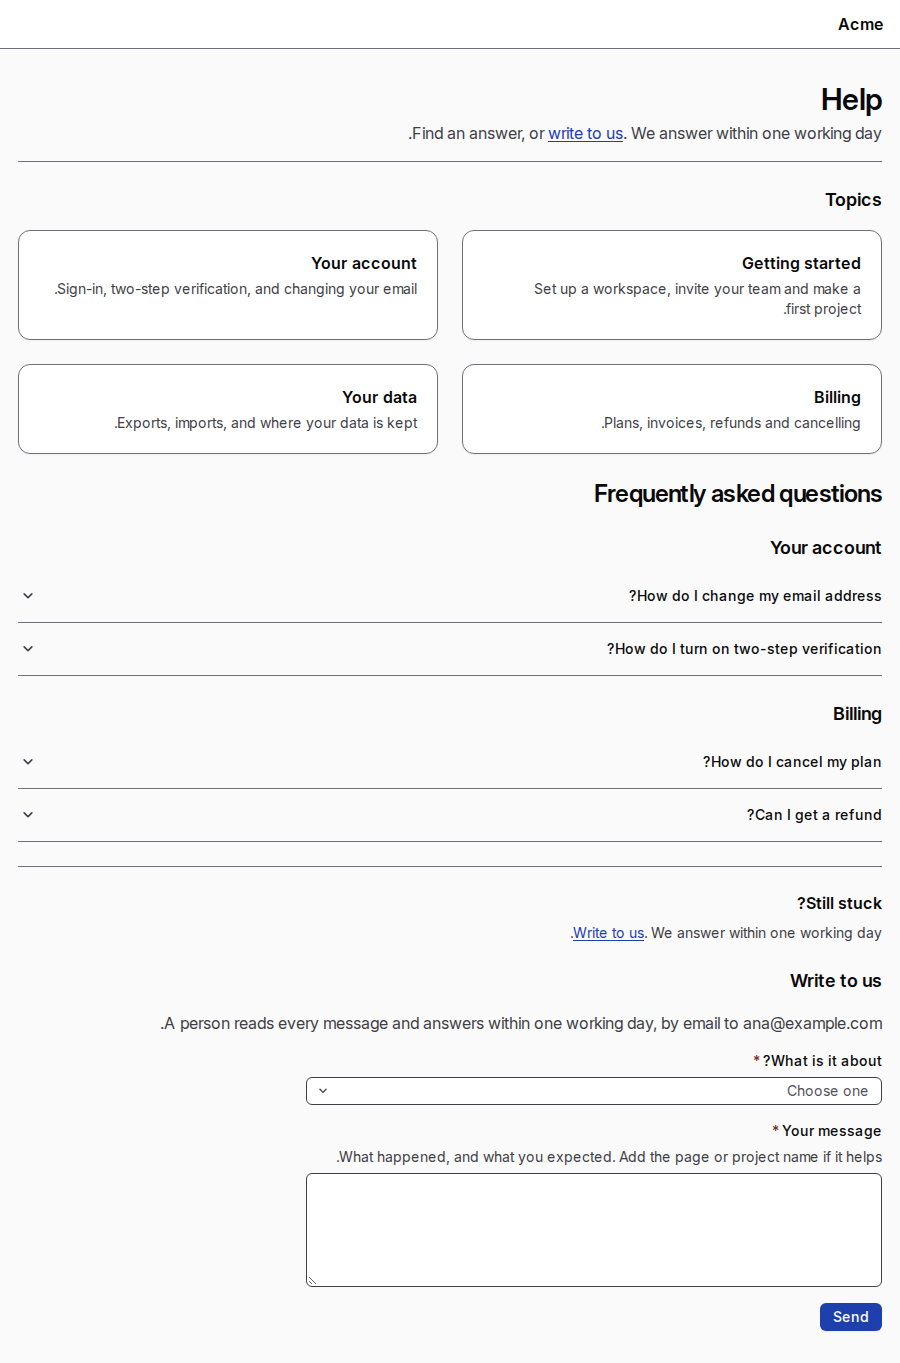 Acme
Help
Find an answer, or write to us. We answer within one working day.
Topics
Getting started
Set up a workspace, invite your team and make a
first project.
Your account
Sign-in, two-step verification, and changing your email.
Billing
Plans, invoices, refunds and cancelling.
Your data
Exports, imports, and where your data is kept.
Frequently asked questions
Your account
How do I change my email address?
How do I turn on two-step verification?
Billing
How do I cancel my plan?
Can I get a refund?
Still stuck?
Write to us. We answer within one working day.
Write to us
A person reads every message and answers within one working day, by email to ana@example.com.
What is it about? *
Choose one
Your message *
What happened, and what you expected. Add the page or project name if it helps.
Send